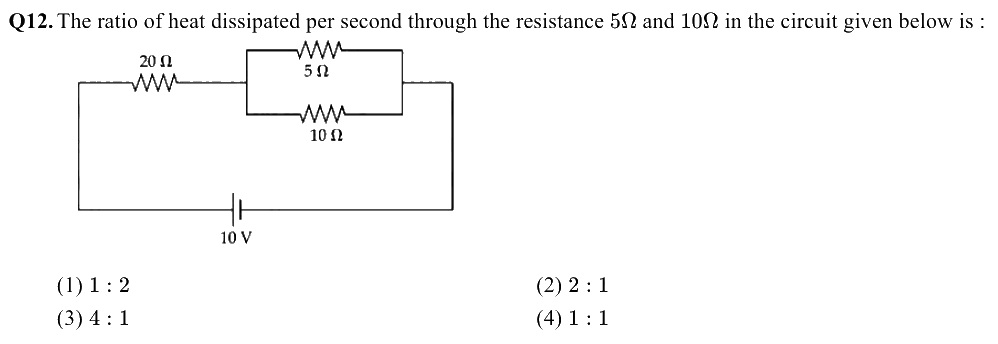 Q12. The ratio of heat dissipated per second through the resistance 5Ω and 10Ω in the circuit given below is :
20 Ω
5 Ω
10 Ω
10 V
(1) 1 : 2
(2) 2 : 1
(3) 4 : 1
(4) 1 : 1